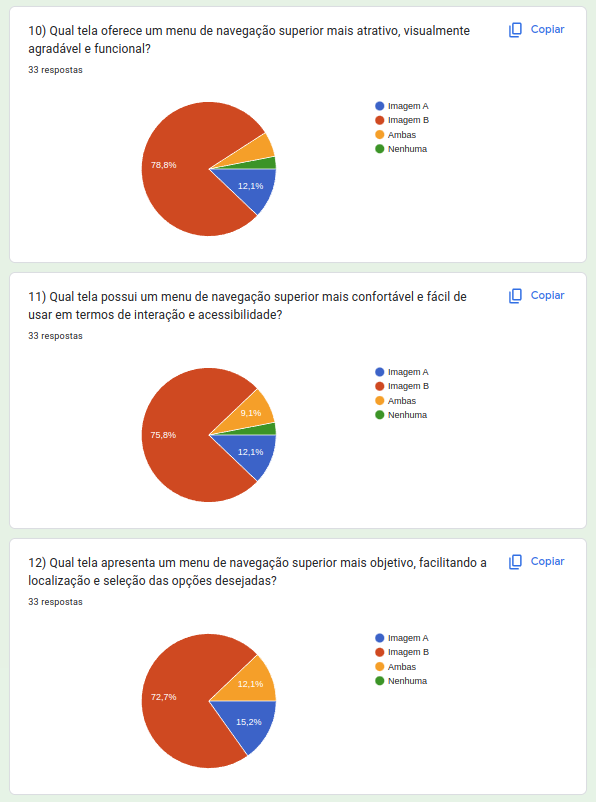 10) Qual tela oferece um menu de navegação superior mais atrativo, visualmente
agradável e funcional?
Copiar
33 respostas
Imagem A
Imagem B
Ambas
Nenhuma
78,8%
12,1%
11) Qual tela possui um menu de navegação superior mais confortável e fácil de
usar em termos de interação e acessibilidade?
Copiar
33 respostas
Imagem A
Imagem B
Ambas
Nenhuma
9,1%
75,8%
12,1%
12) Qual tela apresenta um menu de navegação superior mais objetivo, facilitando a
localização e seleção das opções desejadas?
Copiar
33 respostas
Imagem A
Imagem B
Ambas
Nenhuma
12,1%
72,7%
15,2%